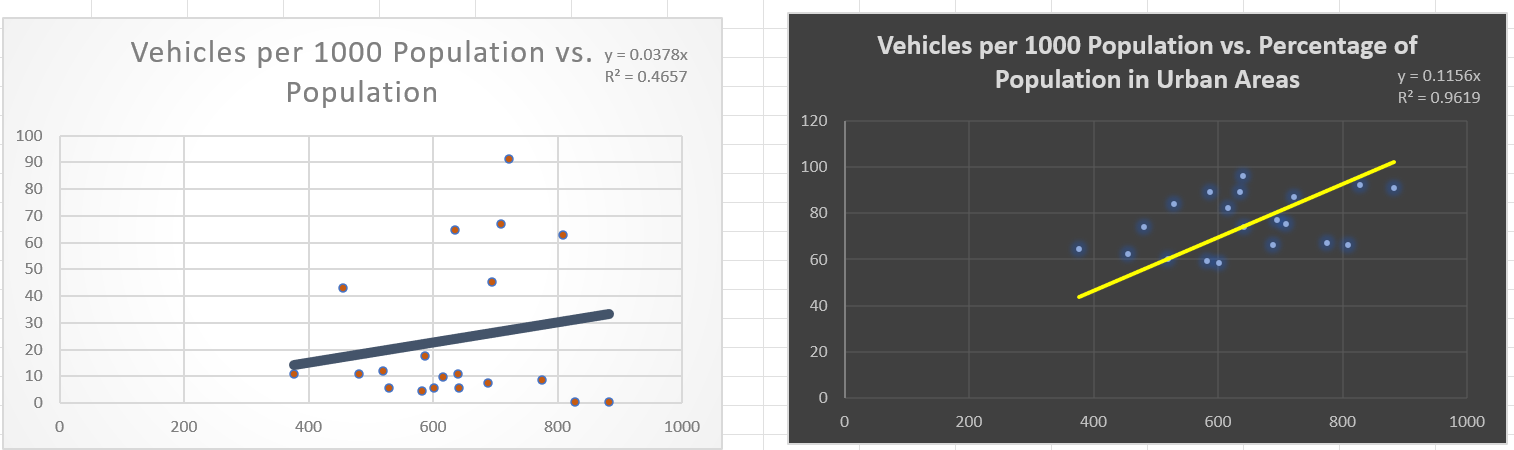 Vehicles per 1000 Population vs.
Population
y = 0.0378x
R² = 0.4657
100
90
80
70
60
50
40
30
20
10
0
0 200 400 600 800 1000
Vehicles per 1000 Population vs. Percentage of
Population in Urban Areas
y = 0.1156x
R² = 0.9619
120
100
80
60
40
20
0
0 200 400 600 800 1000